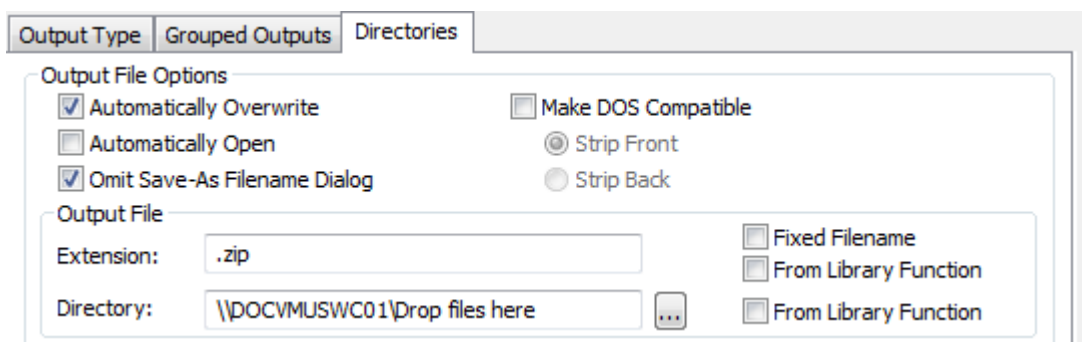 Output Type Grouped Outputs Directories
Output File Options
Automatically Overwrite Make DOS Compatible
Automatically Open Strip Front
Omit Save-As Filename Dialog Strip Back
Output File
Fixed Filename
Extension: .zip From Library Function
Directory: \\DOCVMUSWC01\Drop files here ... From Library Function